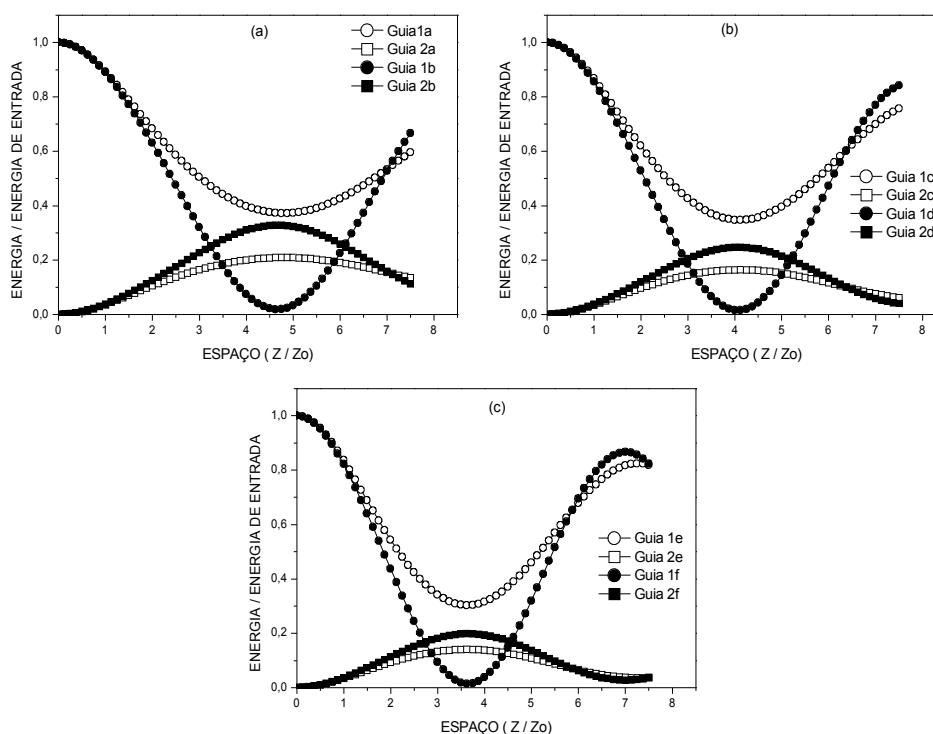 (a)
Guia1a
Guia 2a
Guia 1b
Guia 2b
1,0
0,8
0,6
0,4
0,2
0,0
ENERGIA / ENERGIA DE ENTRADA
0 1 2 3 4 5 6 7 8
ESPAÇO ( Z / Zo)
(b)
Guia 1c
Guia 2c
Guia 1d
Guia 2d
1,0
0,8
0,6
0,4
0,2
0,0
ENERGIA / ENERGIA DE ENTRADA
0 1 2 3 4 5 6 7 8
ESPAÇO ( Z / Zo)
(c)
Guia 1e
Guia 2e
Guia 1f
Guia 2f
1,0
0,8
0,6
0,4
0,2
0,0
ENERGIA / ENERGIA DE ENTRADA
0 1 2 3 4 5 6 7 8
ESPAÇO ( Z / Zo)